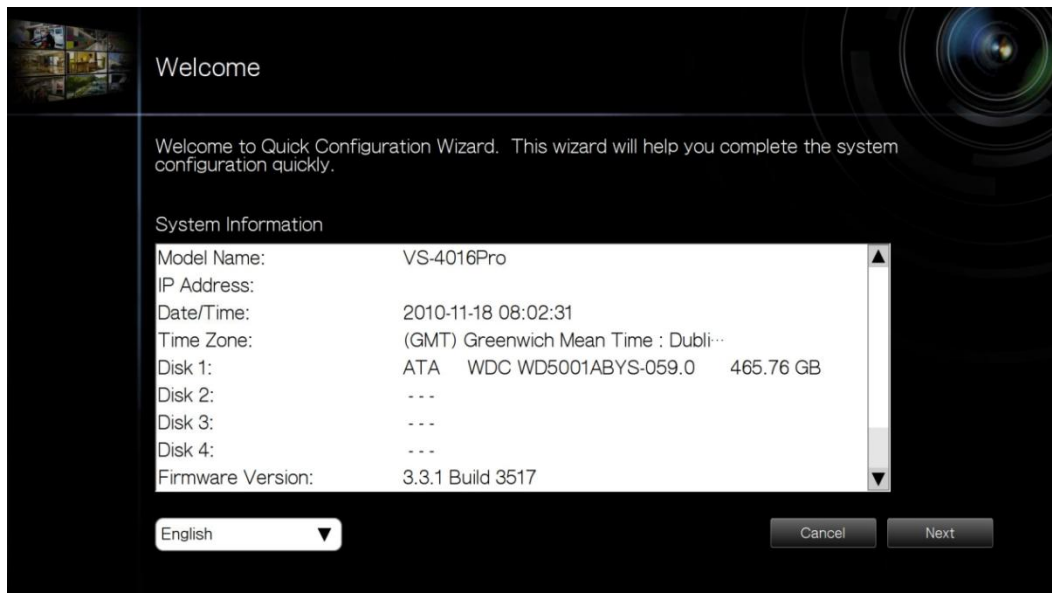 Welcome
Welcome to Quick Configuration Wizard. This wizard will help you complete the system
configuration quickly.
System Information
Model Name: VS-4016Pro
IP Address:
Date/Time: 2010-11-18 08:02:31
Time Zone: (GMT) Greenwich Mean Time : Dubli…
Disk 1: ATA WDC WD5001ABYS-059.0 465.76 GB
Disk 2: - - -
Disk 3: - - -
Disk 4: - - -
Firmware Version: 3.3.1 Build 3517
English Cancel Next